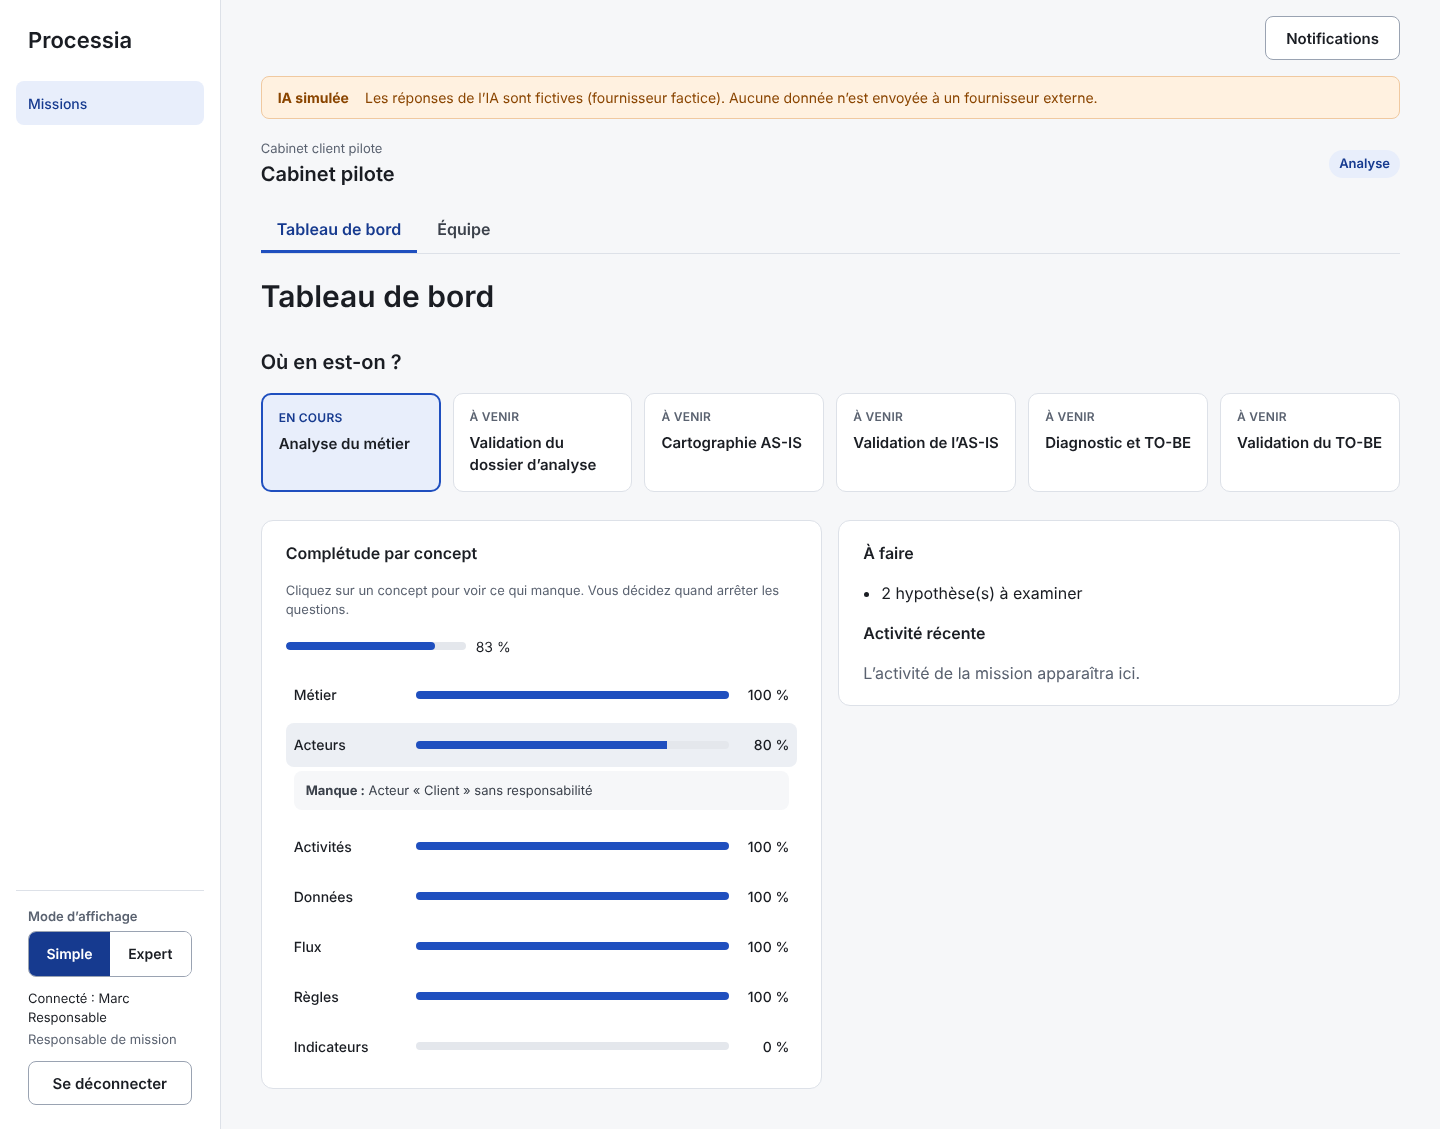 Processia
Missions
Notifications
IA simulée Les réponses de l’IA sont fictives (fournisseur factice). Aucune donnée n’est envoyée à un fournisseur externe.
Cabinet client pilote
Cabinet pilote
Analyse
Tableau de bord Équipe
Tableau de bord
Où en est-on ?
EN COURS
Analyse du métier
À VENIR
Validation du
dossier d’analyse
À VENIR
Cartographie AS-IS
À VENIR
Validation de l’AS-IS
À VENIR
Diagnostic et TO-BE
À VENIR
Validation du TO-BE
Complétude par concept
Cliquez sur un concept pour voir ce qui manque. Vous décidez quand arrêter les
questions.
83 %
Métier 100 %
Acteurs 80 %
Manque : Acteur « Client » sans responsabilité
Activités 100 %
Données 100 %
Flux 100 %
Règles 100 %
Indicateurs 0 %
À faire
• 2 hypothèse(s) à examiner
Activité récente
L’activité de la mission apparaîtra ici.
Mode d’affichage
Simple Expert
Connecté : Marc
Responsable
Responsable de mission
Se déconnecter